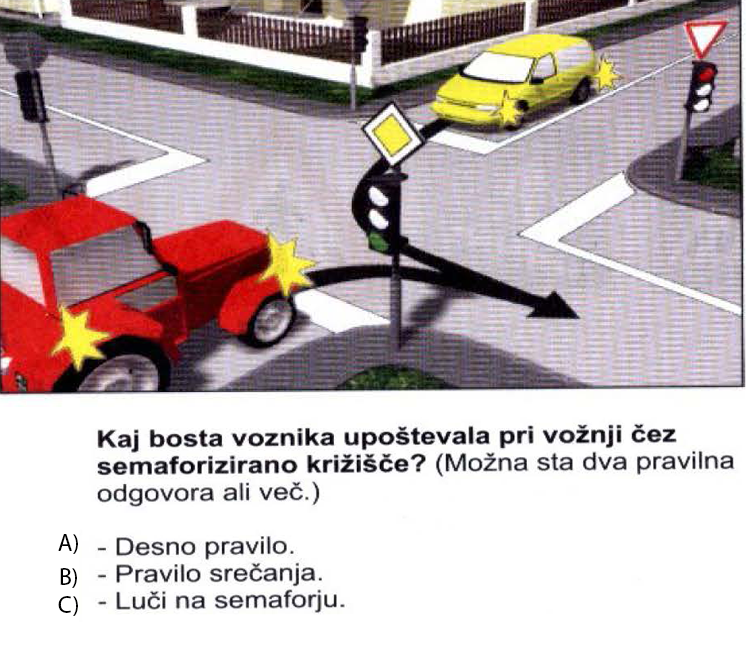 Kaj bosta voznika upoštevala pri vožnji čez
semaforizirano križišče? (Možna sta dva pravilna
odgovora ali več.)
A) - Desno pravilo.
B) - Pravilo srečanja.
C) - Luči na semaforju.